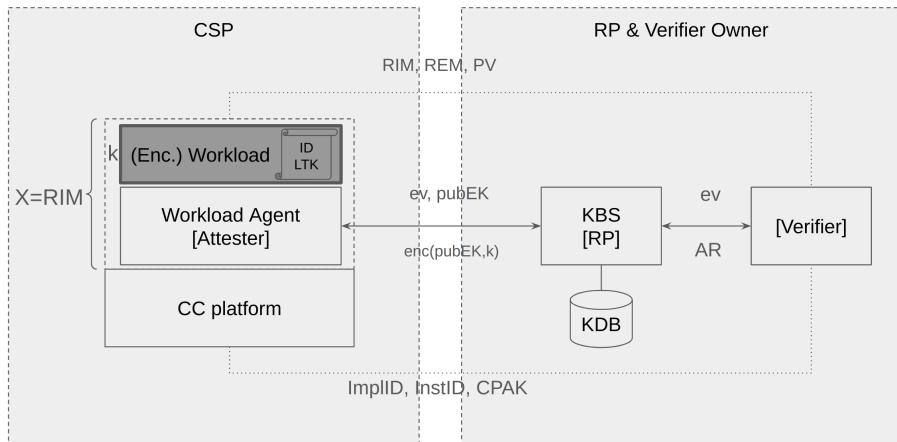 CSP
RP & Verifier Owner
RIM, REM, PV
k
(Enc.) Workload
ID
LTK
X=RIM
Workload Agent
[Attester]
ev, pubEK
enc(pubEK,k)
KBS
[RP]
ev
AR
[Verifier]
CC platform
KDB
ImplID, InstID, CPAK